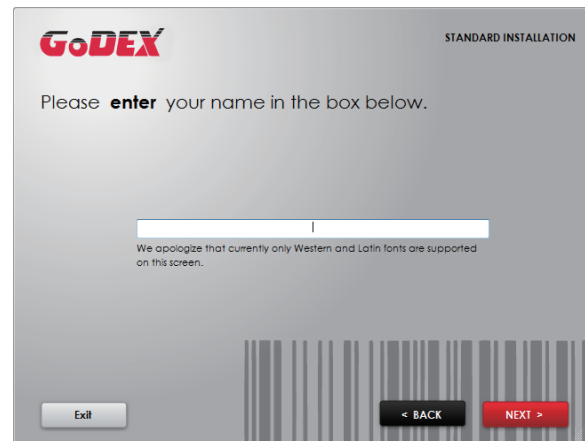 GoDEX
STANDARD INSTALLATION
Please enter your name in the box below.
We apologize that currently only Western and Latin fonts are supported
on this screen.
Exit
< BACK
NEXT >